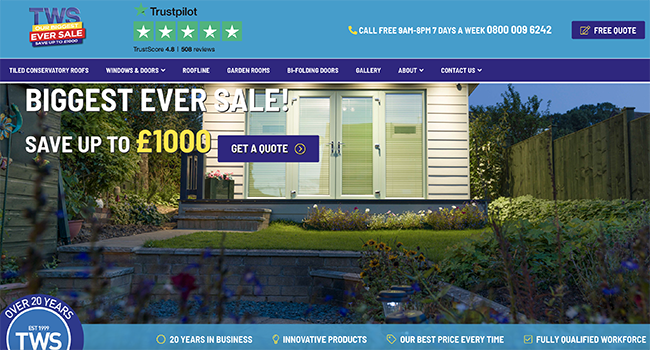 TWS
OUR BIGGEST
EVER SALE
SAVE UP TO £1000
Trustpilot
TrustScore 4.8 | 508 reviews
CALL FREE 9AM-6PM 7 DAYS A WEEK 0800 009 6242
FREE QUOTE
TILED CONSERVATORY ROOFS WINDOWS & DOORS ROOFLINE GARDEN ROOMS BI-FOLDING DOORS GALLERY ABOUT CONTACT US
BIGGEST EVER SALE!
SAVE UP TO £1000
GET A QUOTE
OVER 20 YEARS
EST 1999
TWS
20 YEARS IN BUSINESS INNOVATIVE PRODUCTS OUR BEST PRICE EVERY TIME FULLY QUALIFIED WORKFORCE